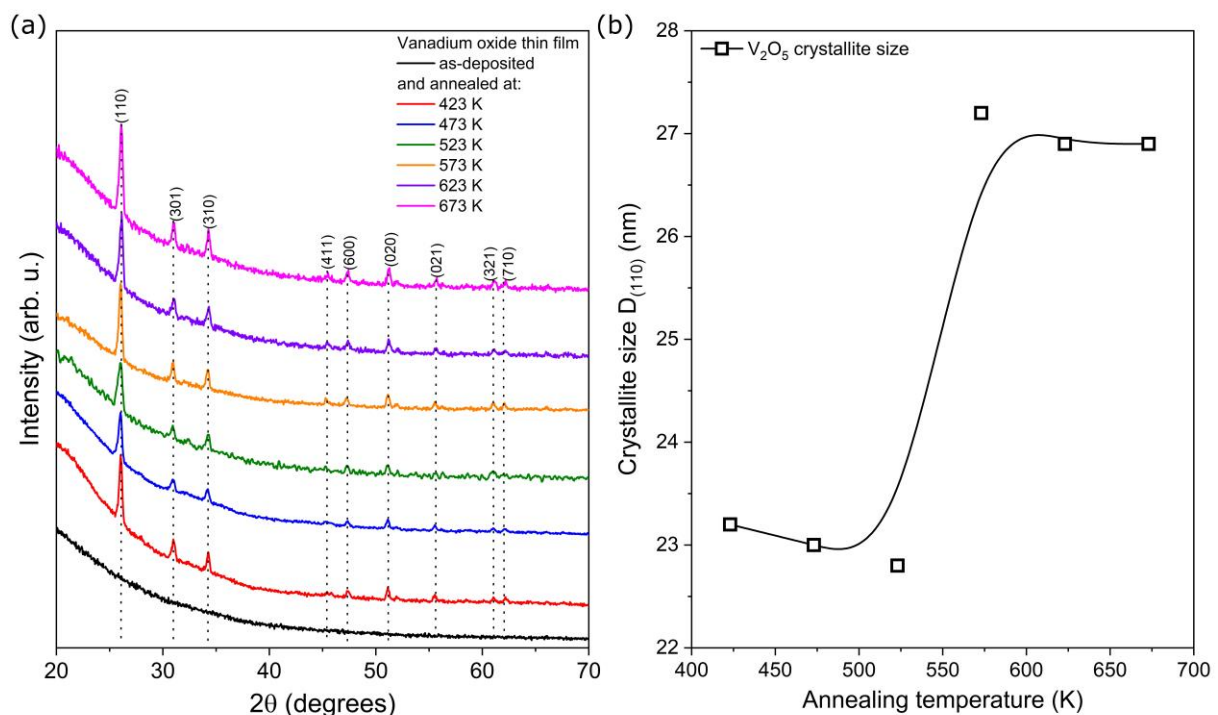 (a)
Vanadium oxide thin film
as-deposited
and annealed at:
423 K
473 K
523 K
573 K
623 K
673 K
(110)
(301)
(310)
(411)
(600)
(020)
(021)
(321)
(710)
Intensity (arb. u.)
20 30 40 50 60 70
2θ (degrees)
(b)
V₂O₅ crystallite size
Crystallite size D₍₁₁₀₎ (nm)
28
27
26
25
24
23
22
400 450 500 550 600 650 700
Annealing temperature (K)